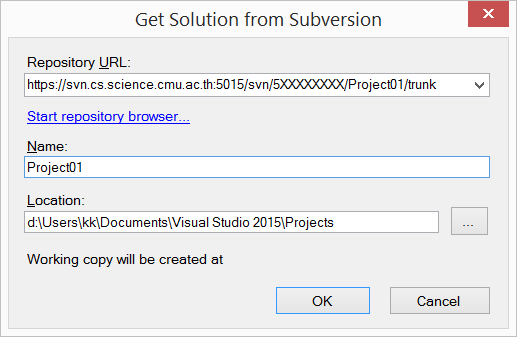 Get Solution from Subversion
Repository URL:
https://svn.cs.science.cmu.ac.th:5015/svn/5XXXXXXXX/Project01/trunk
Start repository browser...
Name:
Project01
Location:
d:\Users\kk\Documents\Visual Studio 2015\Projects
...
Working copy will be created at
OK
Cancel